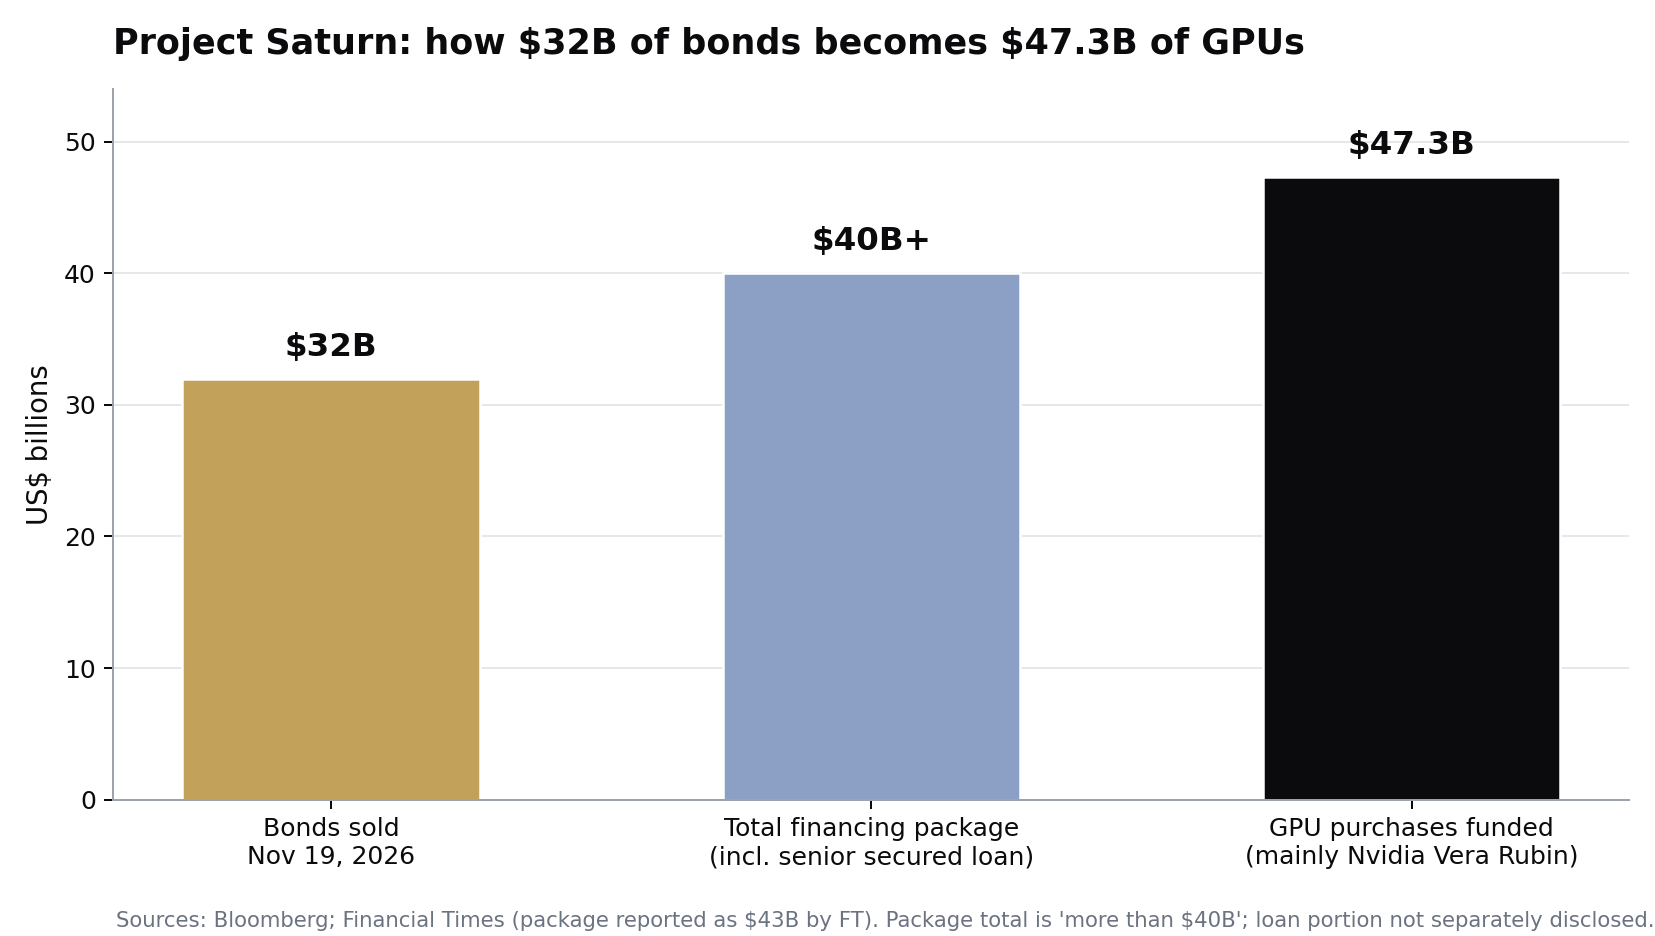 Project Saturn: how $32B of bonds becomes $47.3B of GPUs
US$ billions
50
40
30
20
10
0
$32B
$40B+
$47.3B
Bonds sold
Nov 19, 2026
Total financing package
(incl. senior secured loan)
GPU purchases funded
(mainly Nvidia Vera Rubin)
Sources: Bloomberg; Financial Times (package reported as $43B by FT). Package total is 'more than $40B'; loan portion not separately disclosed.